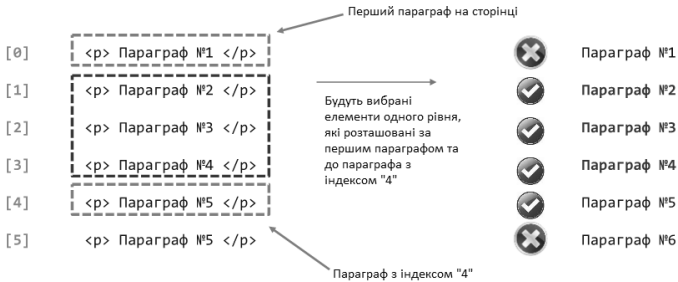 Перший параграф на сторінці
[0] <p> Параграф №1 </p> Параграф №1
[1] <p> Параграф №2 </p> Параграф №2
[2] <p> Параграф №3 </p> Параграф №3
[3] <p> Параграф №4 </p> Параграф №4
[4] <p> Параграф №5 </p> Параграф №5
[5] <p> Параграф №5 </p> Параграф №6
Будуть вибрані
елементи одного рівня,
які розташовані за
першим параграфом та
до параграфа з
індексом "4"
Параграф з індексом "4"